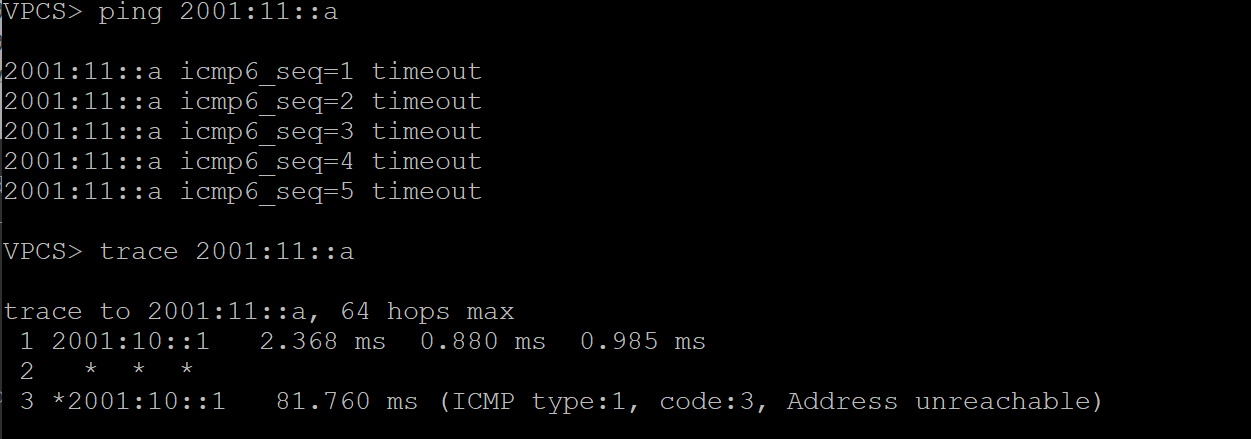 VPCS> ping 2001:11::a
2001:11::a icmp6_seq=1 timeout
2001:11::a icmp6_seq=2 timeout
2001:11::a icmp6_seq=3 timeout
2001:11::a icmp6_seq=4 timeout
2001:11::a icmp6_seq=5 timeout
VPCS> trace 2001:11::a
trace to 2001:11::a, 64 hops max
1 2001:10::1 2.368 ms 0.880 ms 0.985 ms
2 * * *
3 *2001:10::1 81.760 ms (ICMP type:1, code:3, Address unreachable)